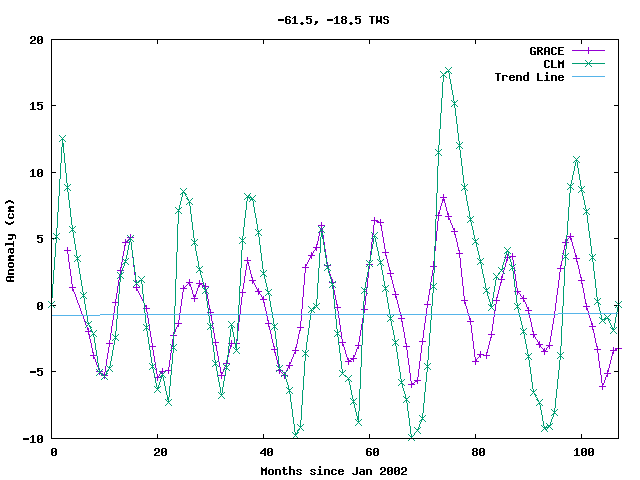 -61.5, -18.5 TWS
GRACE
CLM
Trend Line
20
15
10
5
0
-5
-10
Anomaly (cm)
0 20 40 60 80 100
Months since Jan 2002